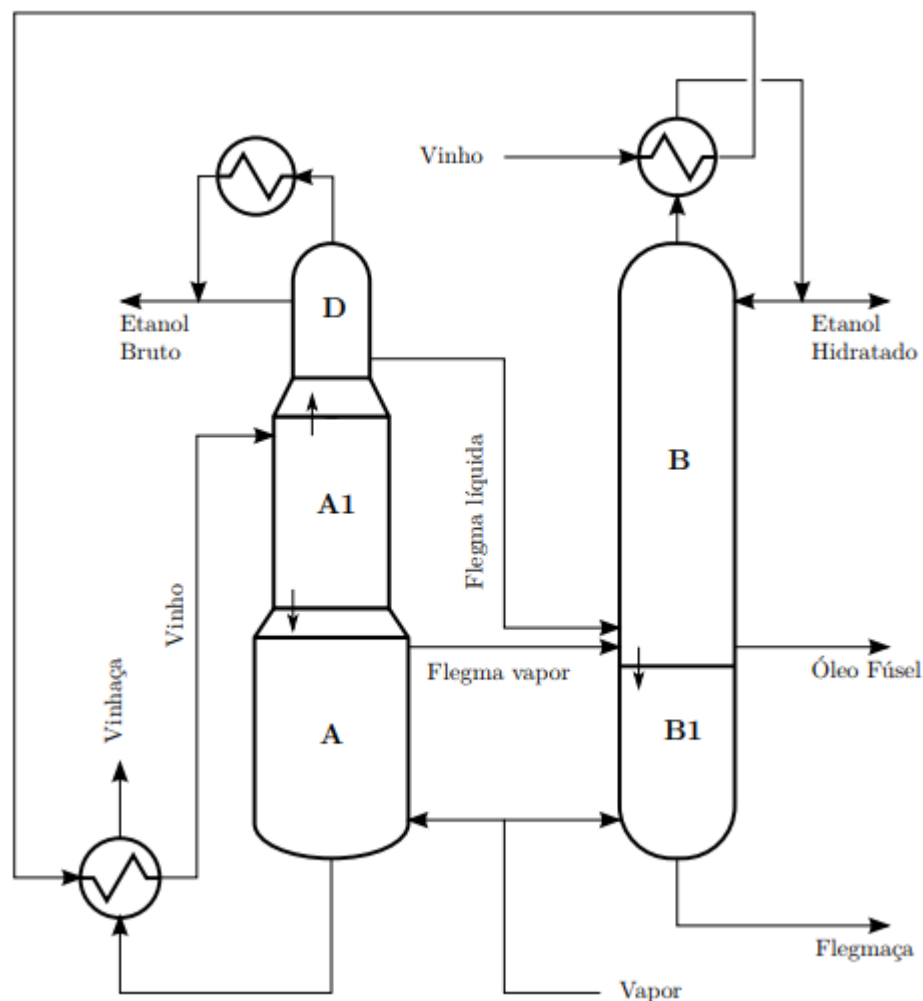 Vinho
D
Etanol
Bruto
Etanol
Hidratado
B
A1
Flegma líquida
Vinho
Flegma vapor
Óleo Fúsel
Vinhaça
A
B1
Flegmaça
Vapor